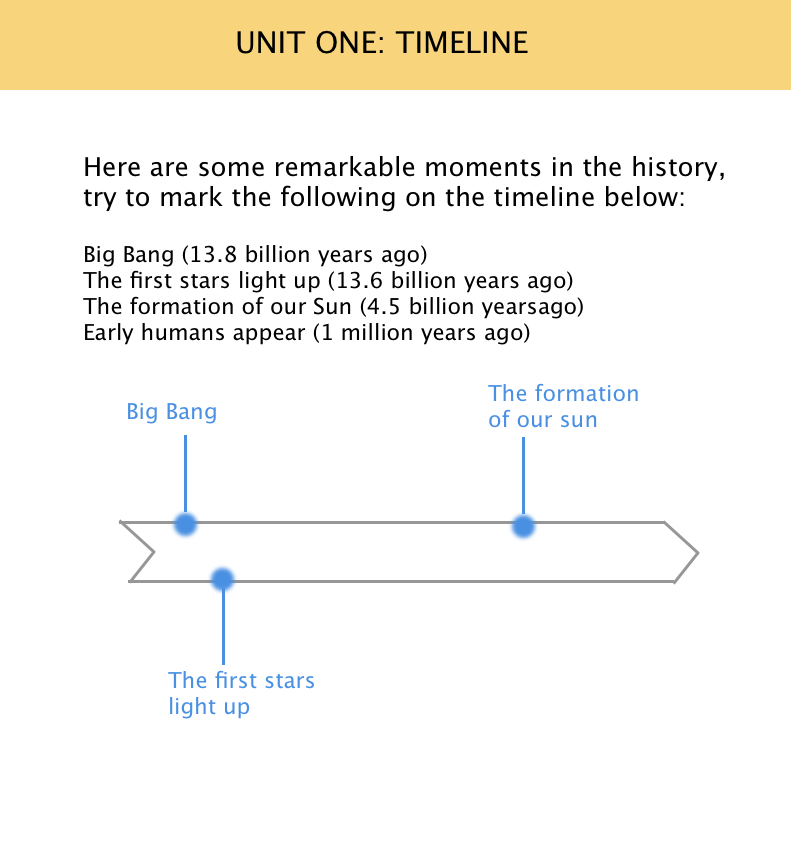 UNIT ONE: TIMELINE
Here are some remarkable moments in the history,
try to mark the following on the timeline below:
Big Bang (13.8 billion years ago)
The first stars light up (13.6 billion years ago)
The formation of our Sun (4.5 billion yearsago)
Early humans appear (1 million years ago)
Big Bang
The formation
of our sun
The first stars
light up